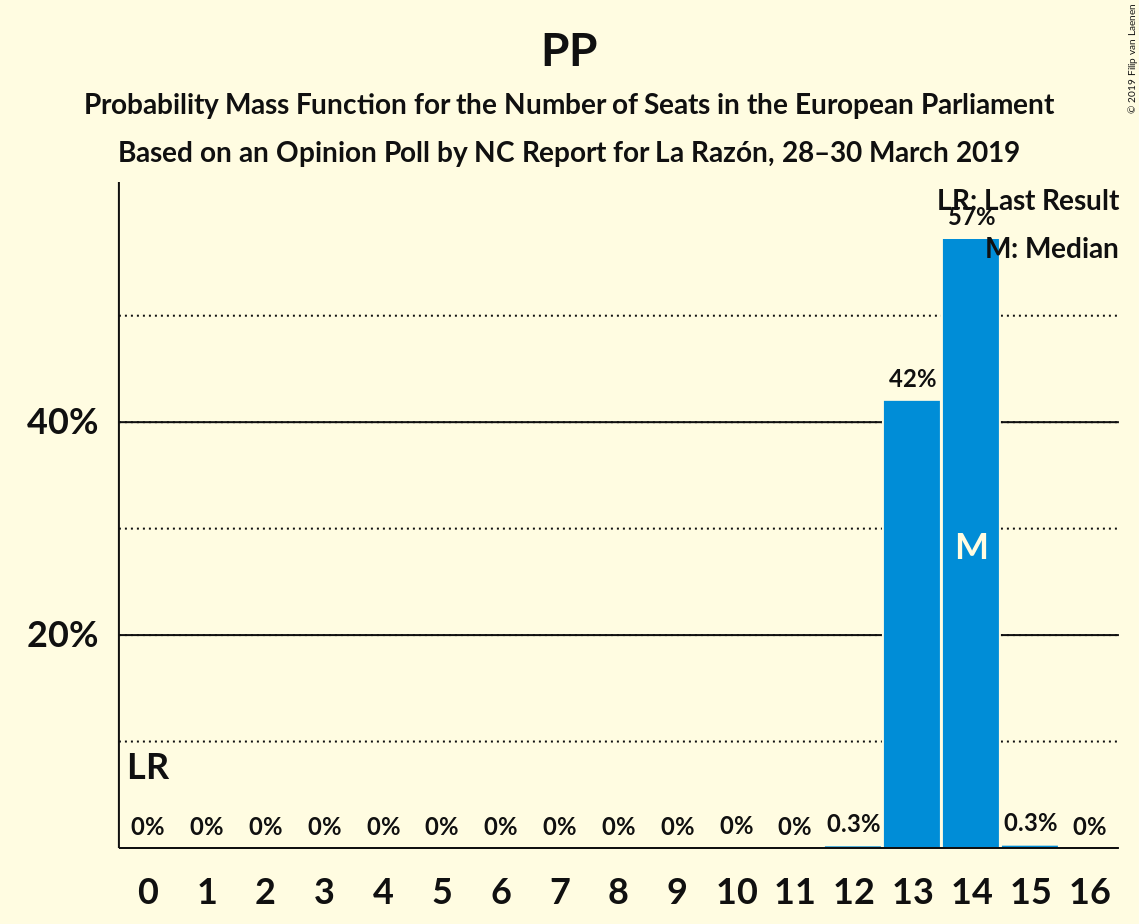 PP
Probability Mass Function for the Number of Seats in the European Parliament
Based on an Opinion Poll by NC Report for La Razón, 28–30 March 2019
© 2019 Filip van Laenen
LR: Last Result
M: Median
57%
42%
40%
20%
M
LR
0% 0% 0% 0% 0% 0% 0% 0% 0% 0% 0% 0% 0.3% 0.3% 0%
0 1 2 3 4 5 6 7 8 9 10 11 12 13 14 15 16